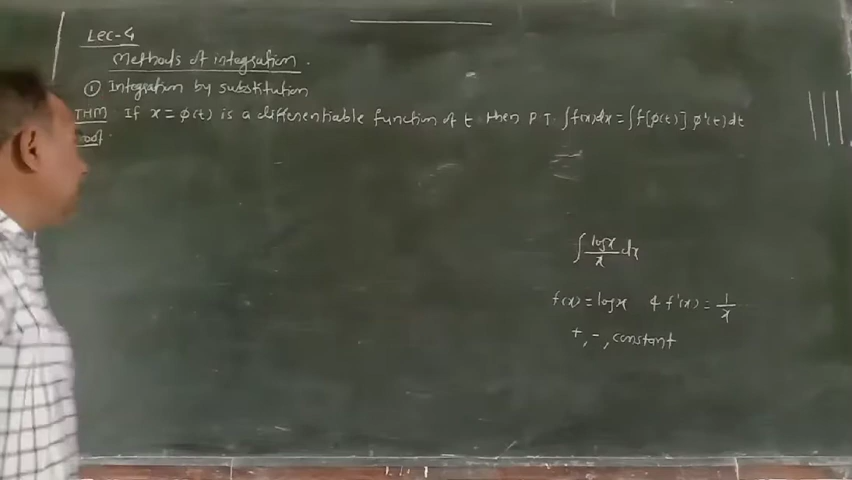 Lec-4
Methods of integration.
① Integration by substitution
THM: If x = φ(t) is a differentiable function of t then P.T. ∫f(x)dx = ∫f[φ(t)] φ'(t)dt
roof:
∫ logx/x dx
f(x) = logx & f'(x) = 1/x
+, -, constant